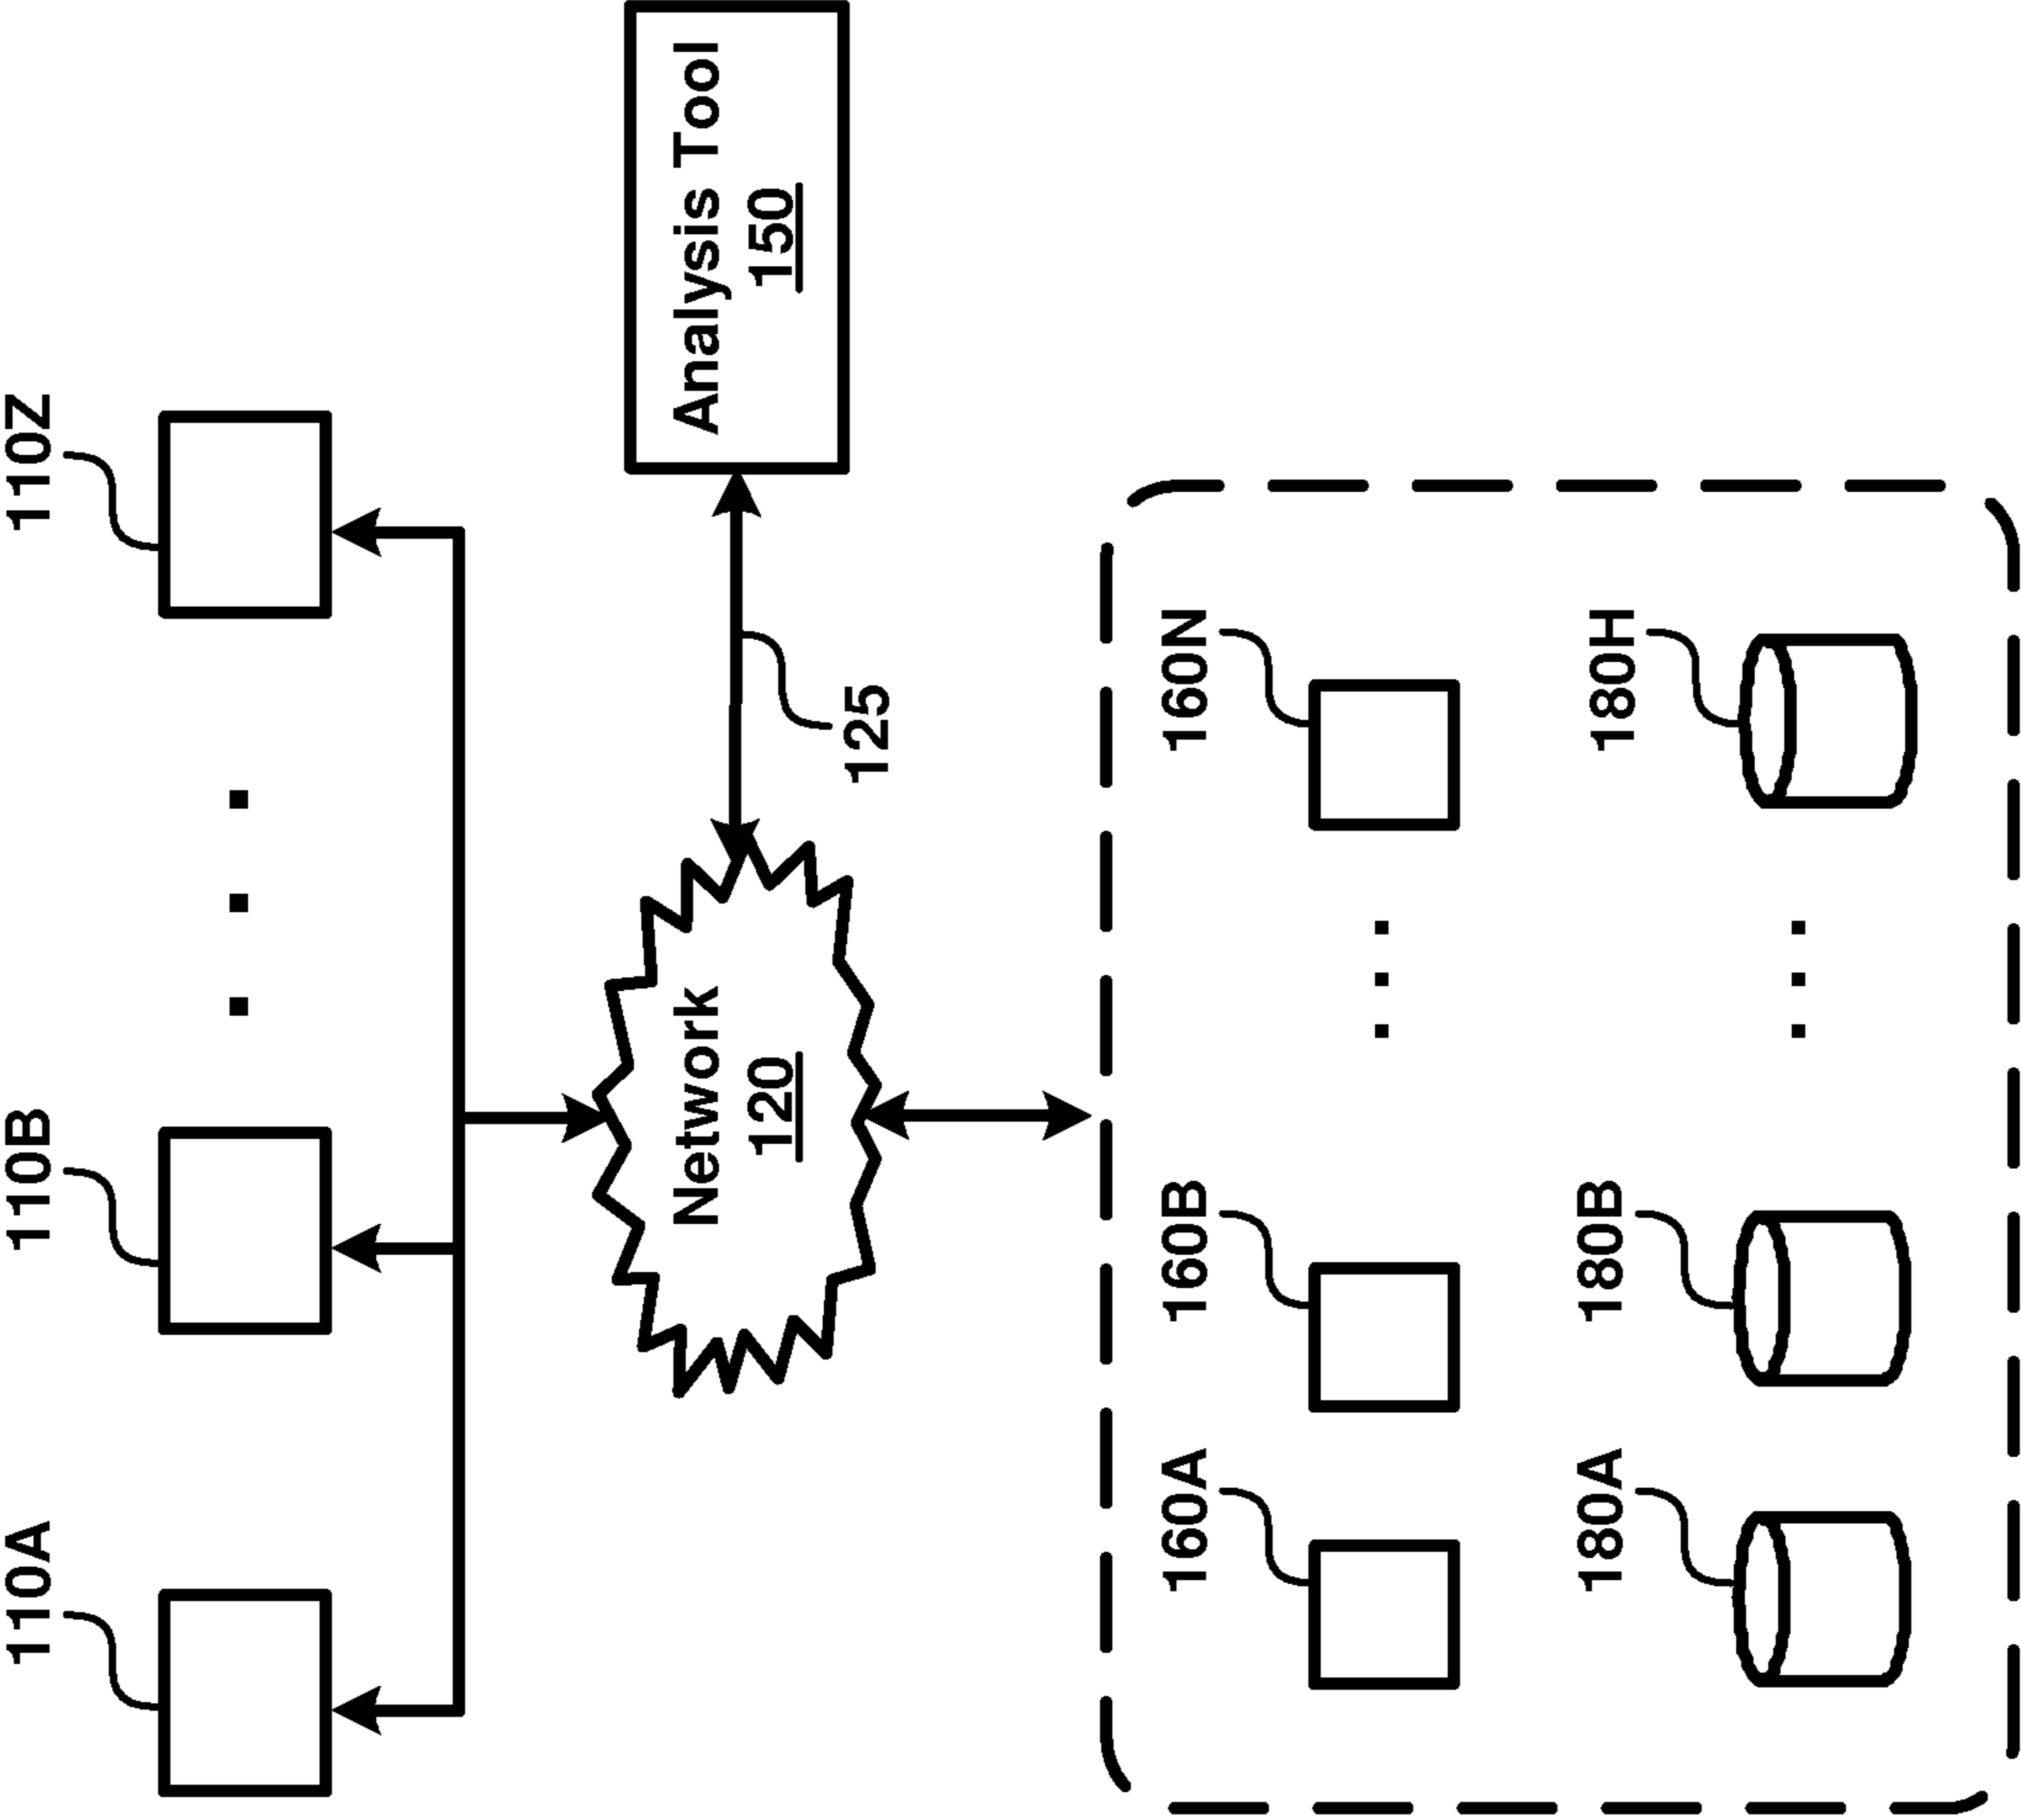 110A
110B
110Z
Network
120
125
Analysis Tool
150
160A
160B
160N
180A
180B
180H